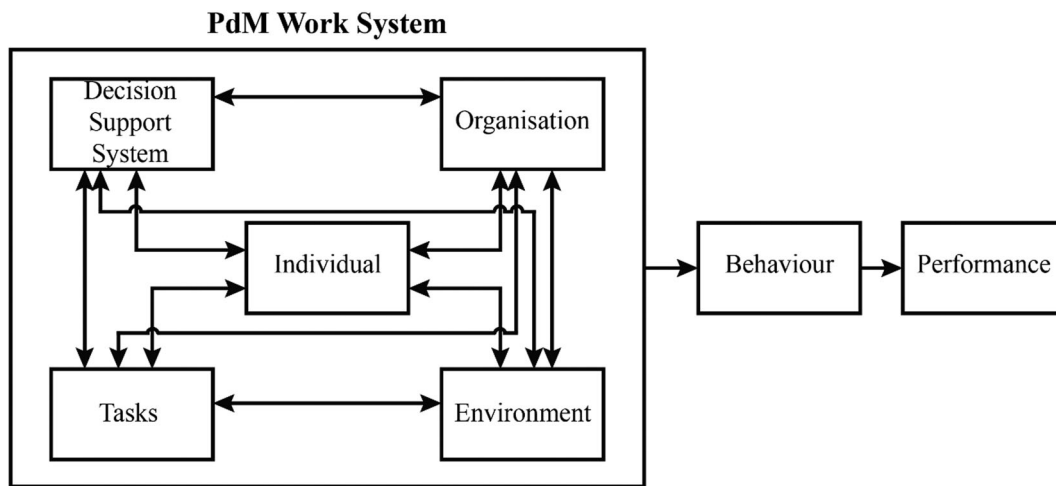 PdM Work System
Decision
Support
System
Organisation
Individual
Behaviour
Performance
Tasks
Environment